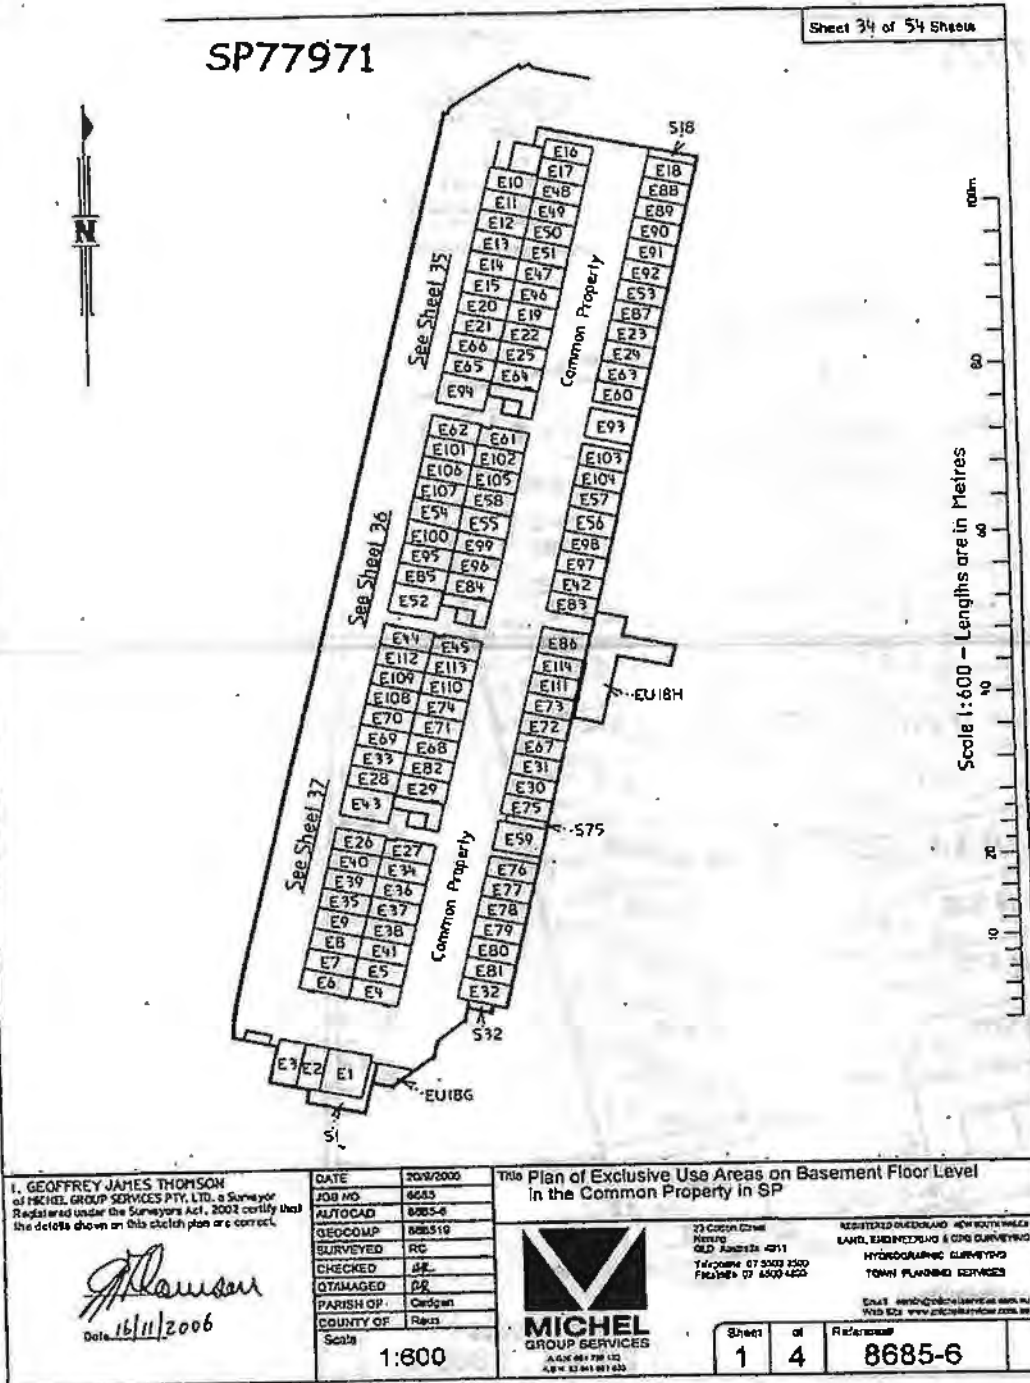 Sheet 34 of 54 Sheets
SP77971
N
S18
E16
E17
E10 E48
E11 E49
E12 E50
E13 E51
E14 E47
E15 E46
E20 E19
E21 E22
E66 E25
E65 E64
E94
E18
E88
E89
E90
E91
E92
E53
E87
E23
E24
E63
E60
E93
See Sheet 35
Common Property
E62 E61
E101 E102
E106 E105
E107 E58
E54 E55
E100 E99
E95 E96
E85 E84
E52
E103
E104
E57
E56
E98
E97
E42
E83
See Sheet 36
E44 E45
E112 E113
E109 E110
E108 E74
E70 E71
E69 E68
E33 E82
E28 E29
E43
E86
E114
E111
E73
E72
E67
E31
E30
E75
E59
EU18H
S75
See Sheet 37
Common Property
E26 E27
E40 E34
E39 E36
E35 E37
E9 E38
E8 E41
E7 E5
E6 E4
E76
E77
E78
E79
E80
E81
E32
S32
E3 E2 E1
EU18G
S1
100m
80
60
40
20
10
Scale 1:600 - Lengths are in Metres
I, GEOFFREY JAMES THOMSON
of MICHEL GROUP SERVICES PTY. LTD. a Surveyor
Registered under the Surveyors Act, 2002 certify that
the details shown on this sketch plan are correct.
Date 16/11/2006
DATE
JOB NO
AUTOCAD 8685-6
GEOCOMP
SURVEYED RC
CHECKED
PARISH OF
COUNTY OF
Scale
1:600
This Plan of Exclusive Use Areas on Basement Floor Level
in the Common Property in SP
MICHEL
GROUP SERVICES
LAND, ENGINEERING & GPS SURVEYING
HYDROGRAPHIC SURVEYING
TOWN PLANNING SERVICES
Sheet of Reference
1 4 8685-6